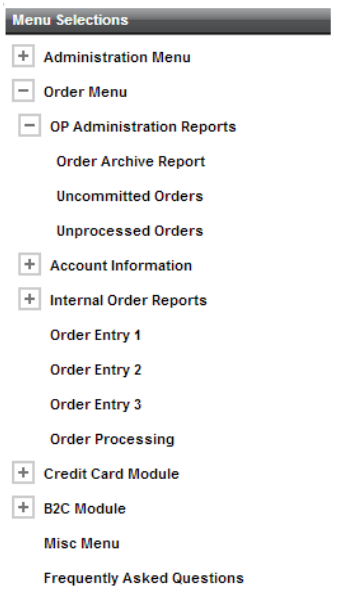 Menu Selections
Administration Menu
Order Menu
OP Administration Reports
Order Archive Report
Uncommitted Orders
Unprocessed Orders
Account Information
Internal Order Reports
Order Entry 1
Order Entry 2
Order Entry 3
Order Processing
Credit Card Module
B2C Module
Misc Menu
Frequently Asked Questions